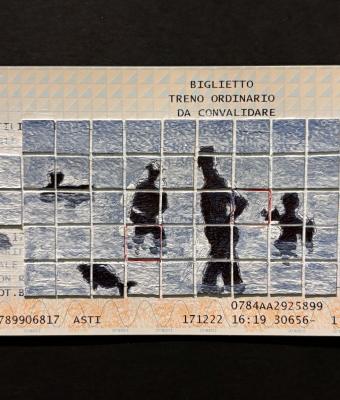 BIGLIETTO
TRENO ORDINARIO
DA CONVALIDARE
0784AA2925899
789906817 ASTI 171222 16:19 30656-